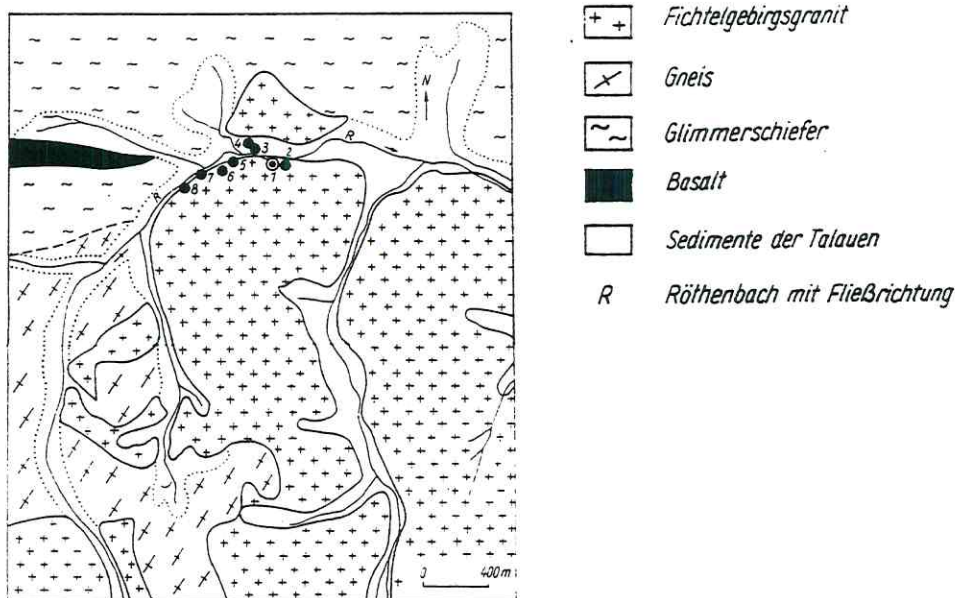 N
R
4
3
2
5
1
6
7
8
R
0 400m
Fichtelgebirgsgranit
Gneis
Glimmerschiefer
Basalt
Sedimente der Talauen
R Röthenbach mit Fließrichtung